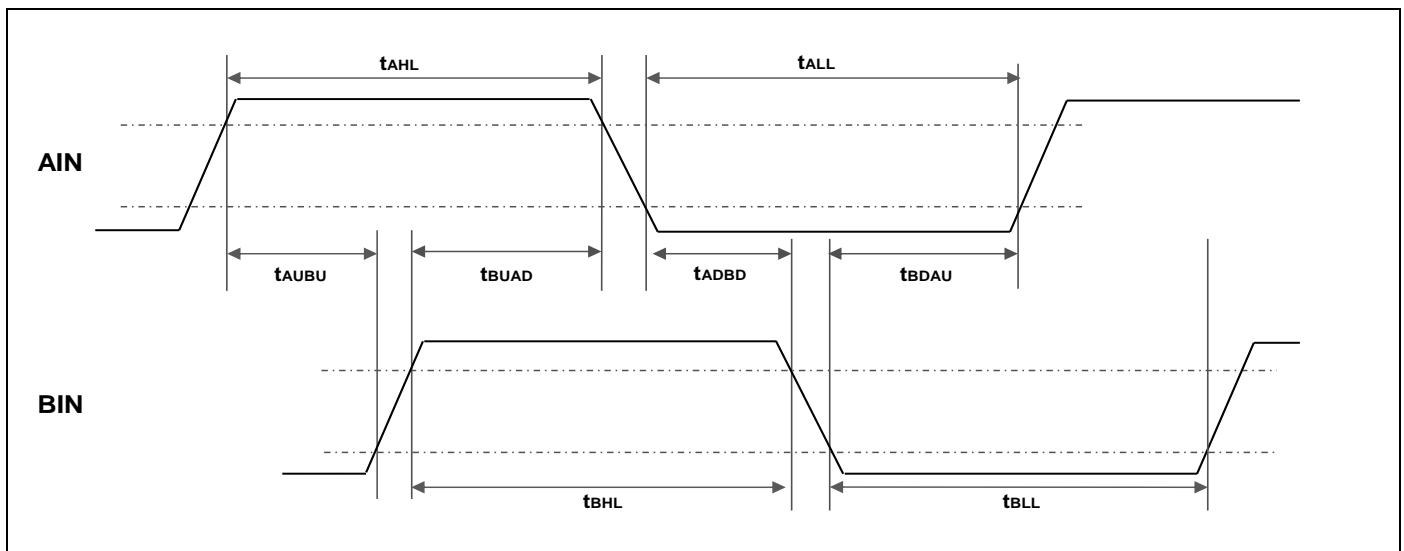 tAHL
tALL
AIN
tAUBU
tBUAD
tADBD
tBDAU
BIN
tBHL
tBLL